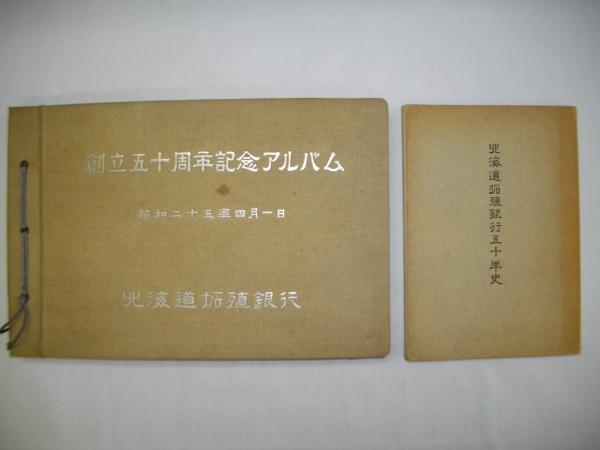 創立五十周年記念アルバム
昭和二十五年四月一日
北海道拓殖銀行
北海道拓殖銀行五十年史